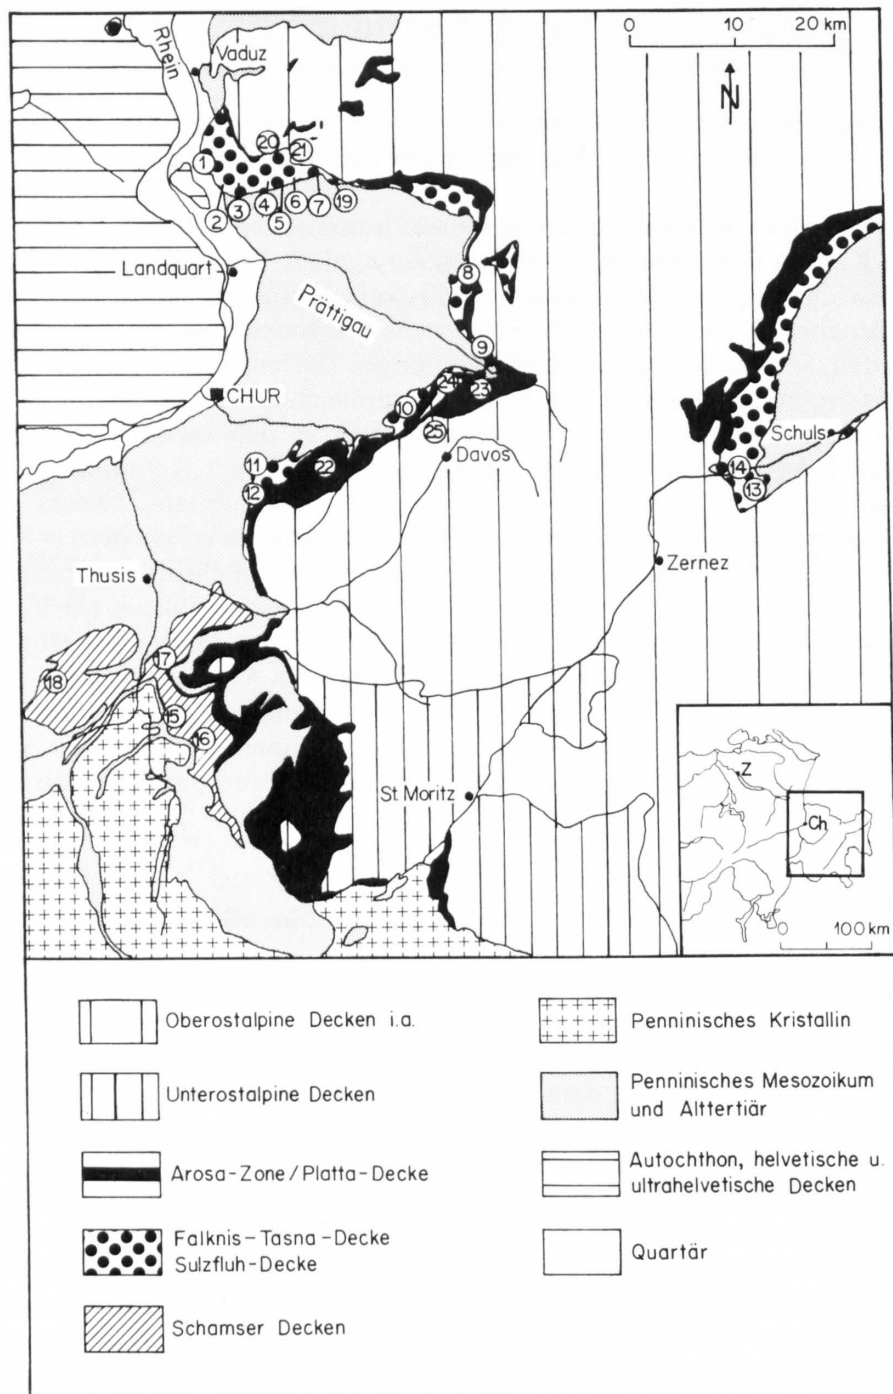 0 10 20 km
N
Rhein
Vaduz
20
21
1
2
3
4
5
6
7
19
Landquart
8
Prättigau
9
CHUR
24
23
10
25
Davos
11
22
12
Schuls
14
13
Thusis
Zernez
17
18
15
16
St. Moritz
Z
Ch
0 100 km
Oberostalpine Decken i.a.
Unterostalpine Decken
Arosa-Zone/Platta-Decke
Falknis-Tasna-Decke
Sulzfluh-Decke
Schamser Decken
Penninisches Kristallin
Penninisches Mesozoikum
und Alttertiär
Autochthon, helvetische u.
ultrahelvetische Decken
Quartär